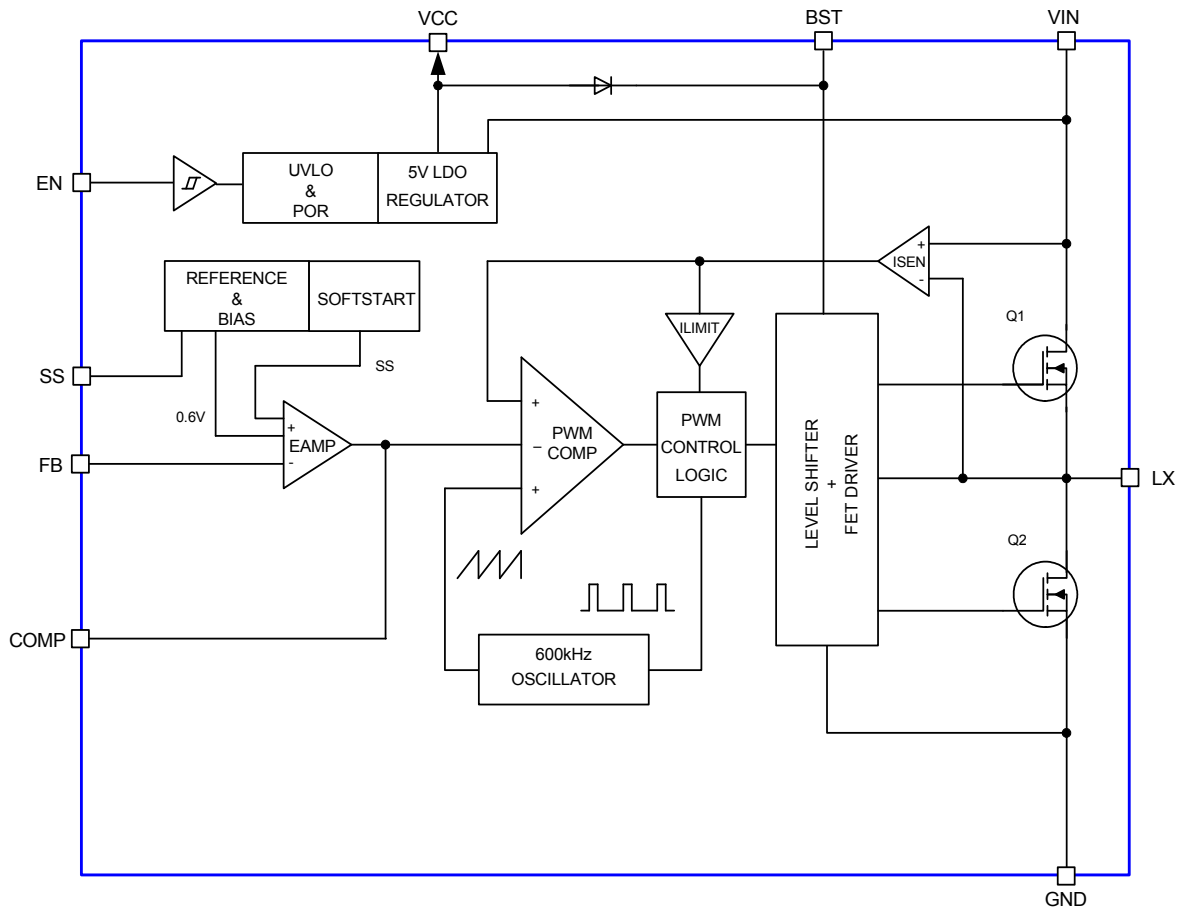 VCC
BST
VIN
EN
UVLO
&
POR
5V LDO
REGULATOR
REFERENCE
&
BIAS
SOFTSTART
+
ISEN
-
ILIMIT
Q1
SS
SS
0.6V
+
EAMP
-
FB
+
–
PWM
COMP
+
PWM
CONTROL
LOGIC
LEVEL SHIFTER
+
FET DRIVER
LX
Q2
COMP
600kHz
OSCILLATOR
GND